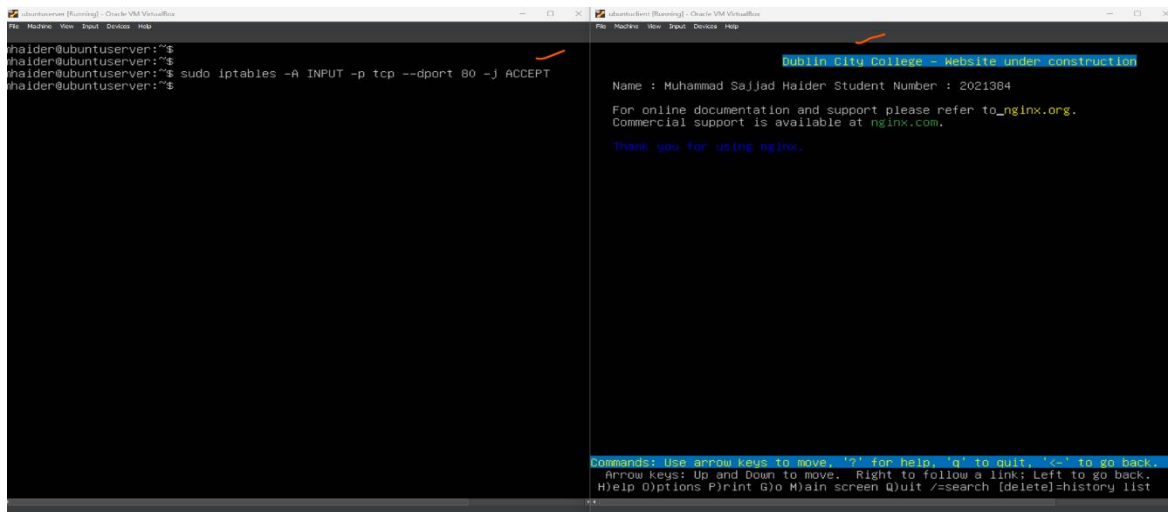 ubuntuserver [Running] - Oracle VM VirtualBox
File Machine View Input Devices Help
mhaider@ubuntuserver:~$
mhaider@ubuntuserver:~$
mhaider@ubuntuserver:~$ sudo iptables -A INPUT -p tcp --dport 80 -j ACCEPT
mhaider@ubuntuserver:~$
ubuntuclient [Running] - Oracle VM VirtualBox
File Machine View Input Devices Help
Dublin City College - Website under construction
Name : Muhammad Sajjad Haider Student Number : 2021384
For online documentation and support please refer to_nginx.org.
Commercial support is available at nginx.com.
Thank you for using nginx.
Commands: Use arrow keys to move, '?' for help, 'q' to quit, '<-' to go back.
Arrow keys: Up and Down to move. Right to follow a link; Left to go back.
H)elp O)ptions P)rint G)o M)ain screen Q)uit /=search [delete]=history list